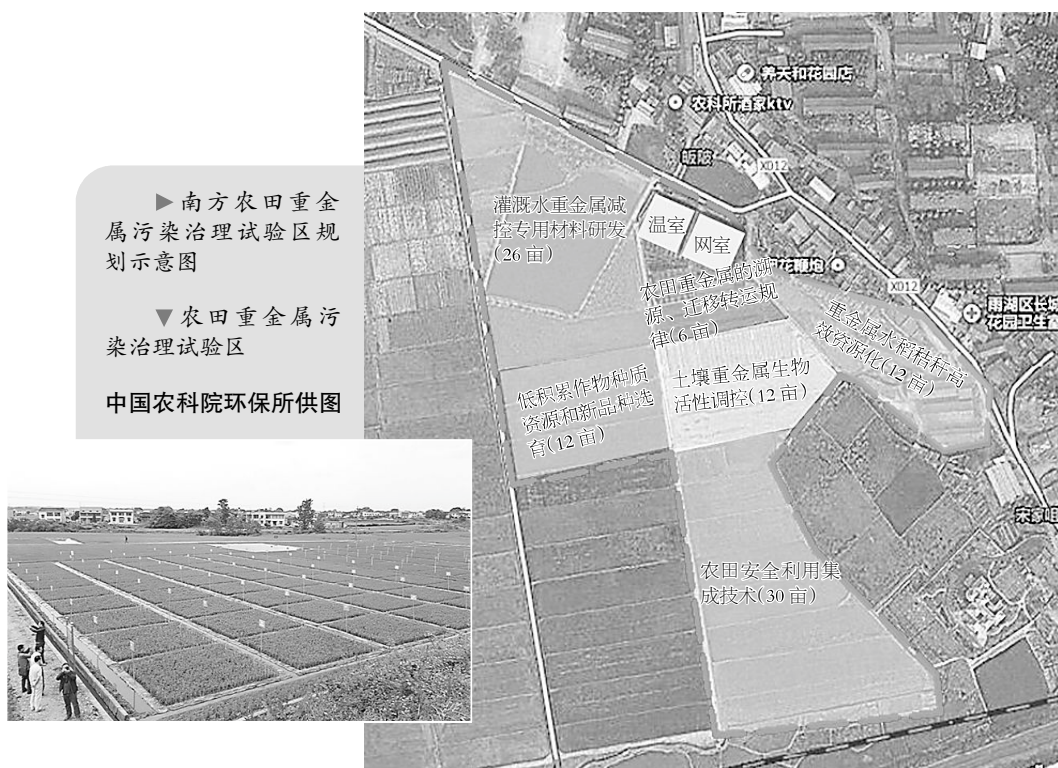 ▶南方农田重金
属污染治理试验区规
划示意图
▼农田重金属污
染治理试验区
中国农科院环保所供图
养天和花园店
农科所酒家ktv
皈陂
X012
灌溉水重金属减
控专用材料研发
(26亩)
温室
网室
花鞭炮
X012
农田重金属的溯
源、迁移转运规
律(6亩)
重金属水稻秸秆高
效资源化(12亩)
雨湖区长城
花园卫生
低积累作物种质
资源和新品种选
育(12亩)
土壤重金属生物
活性调控(12亩)
宋家
农田安全利用集
成技术(30亩)